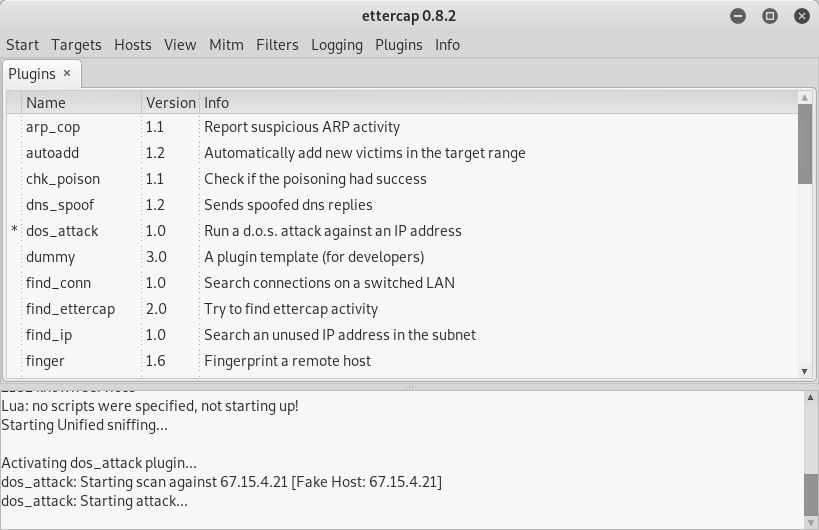 ettercap 0.8.2
Start Targets Hosts View Mitm Filters Logging Plugins Info
Plugins ×
Name Version Info
arp_cop 1.1 Report suspicious ARP activity
autoadd 1.2 Automatically add new victims in the target range
chk_poison 1.1 Check if the poisoning had success
dns_spoof 1.2 Sends spoofed dns replies
* dos_attack 1.0 Run a d.o.s. attack against an IP address
dummy 3.0 A plugin template (for developers)
find_conn 1.0 Search connections on a switched LAN
find_ettercap 2.0 Try to find ettercap activity
find_ip 1.0 Search an unused IP address in the subnet
finger 1.6 Fingerprint a remote host
Lua: no scripts were specified, not starting up!
Starting Unified sniffing...
Activating dos_attack plugin...
dos_attack: Starting scan against 67.15.4.21 [Fake Host: 67.15.4.21]
dos_attack: Starting attack...